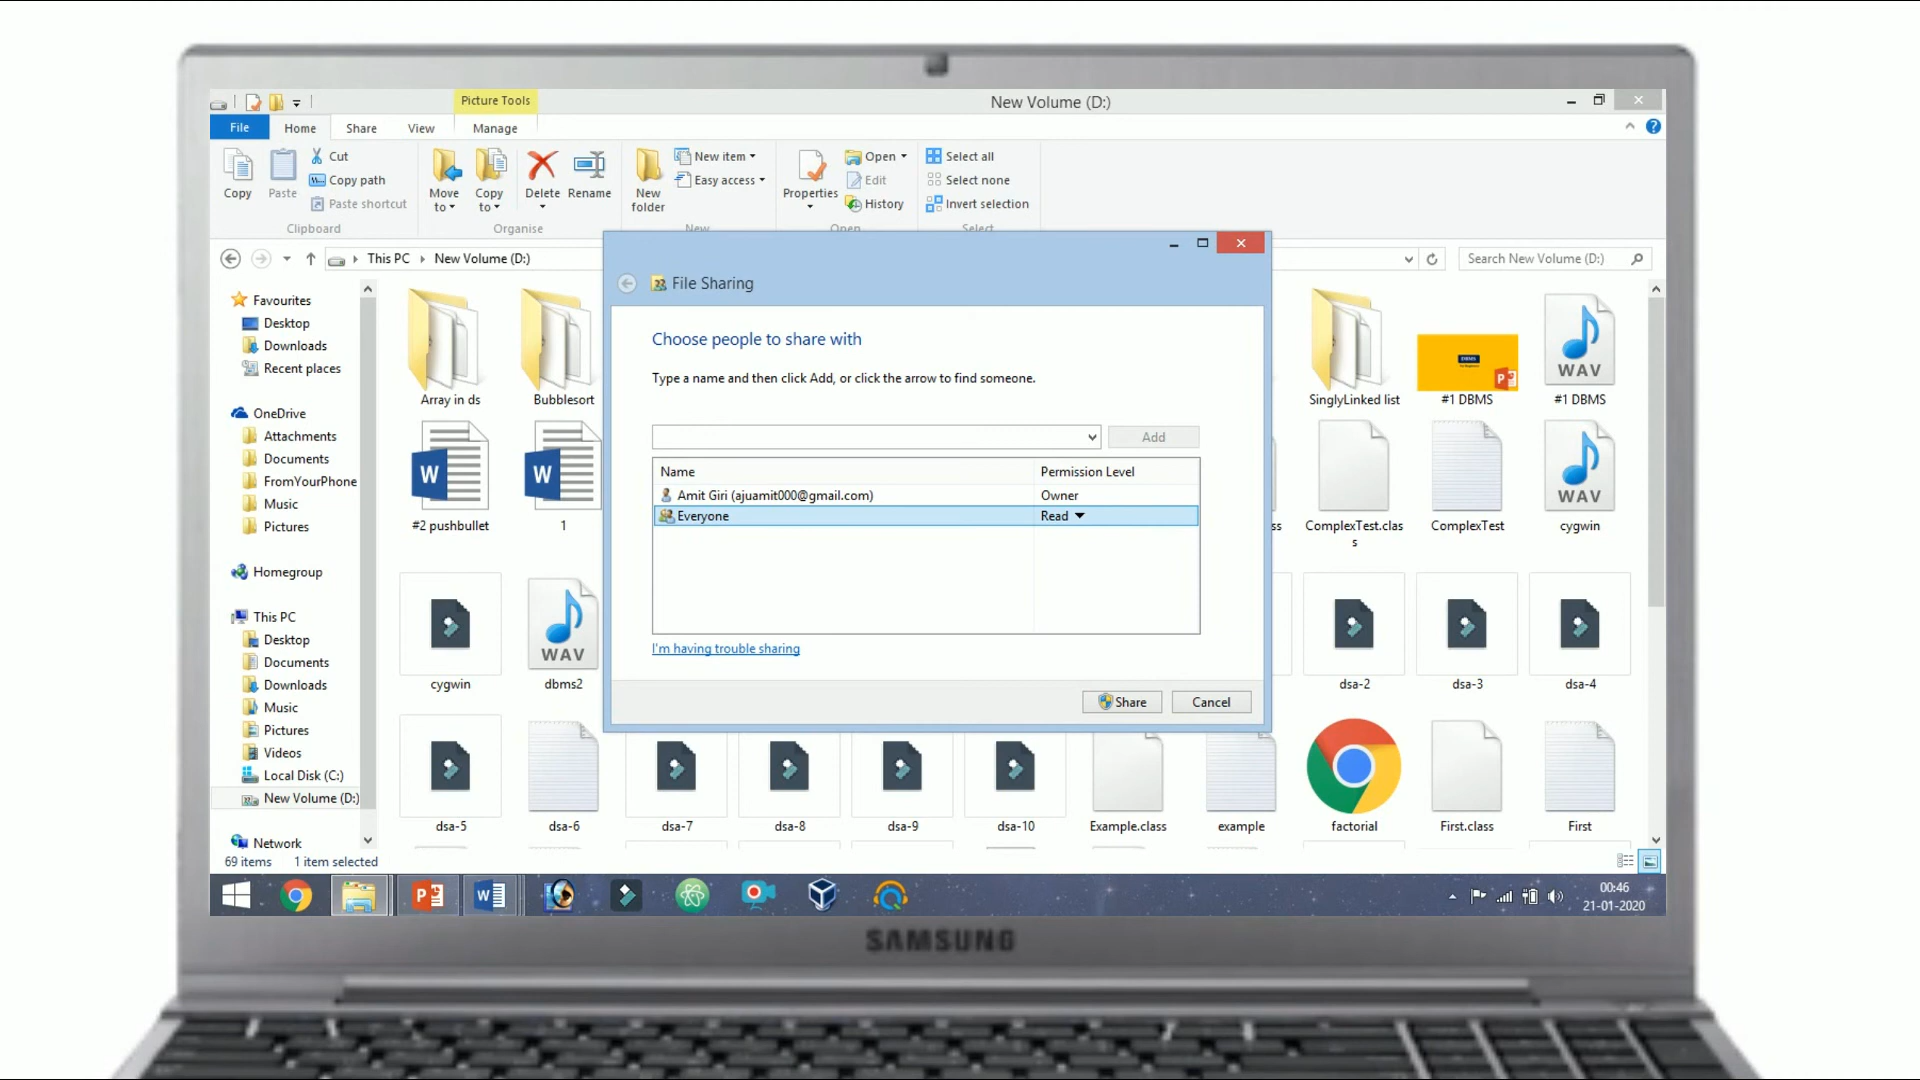 Picture Tools
New Volume (D:)
File
Home
Share
View
Manage
Copy
Paste
Cut
Copy path
Paste shortcut
Clipboard
Move to
Copy to
Delete
Rename
Organise
New folder
New item
Easy access
New
Properties
Open
Edit
History
Open
Select all
Select none
Invert selection
Select
This PC
New Volume (D:)
Search New Volume (D:)
Favourites
Desktop
Downloads
Recent places
OneDrive
Attachments
Documents
FromYourPhone
Music
Pictures
Homegroup
This PC
Desktop
Documents
Downloads
Music
Pictures
Videos
Local Disk (C:)
New Volume (D:)
Network
File Sharing
Choose people to share with
Type a name and then click Add, or click the arrow to find someone.
Add
Name Permission Level
Amit Giri (ajuamit000@gmail.com) Owner
Everyone Read
I'm having trouble sharing
Share
Cancel
Array in ds
Bubblesort
SinglyLinked list
#1 DBMS
WAV
#1 DBMS
#2 pushbullet
1
ss
ComplexTest.clas
s
ComplexTest
WAV
cygwin
cygwin
WAV
dbms2
dsa-2
dsa-3
dsa-4
dsa-5
dsa-6
dsa-7
dsa-8
dsa-9
dsa-10
Example.class
example
factorial
First.class
First
69 items
1 item selected
00:46
21-01-2020
SAMSUNG